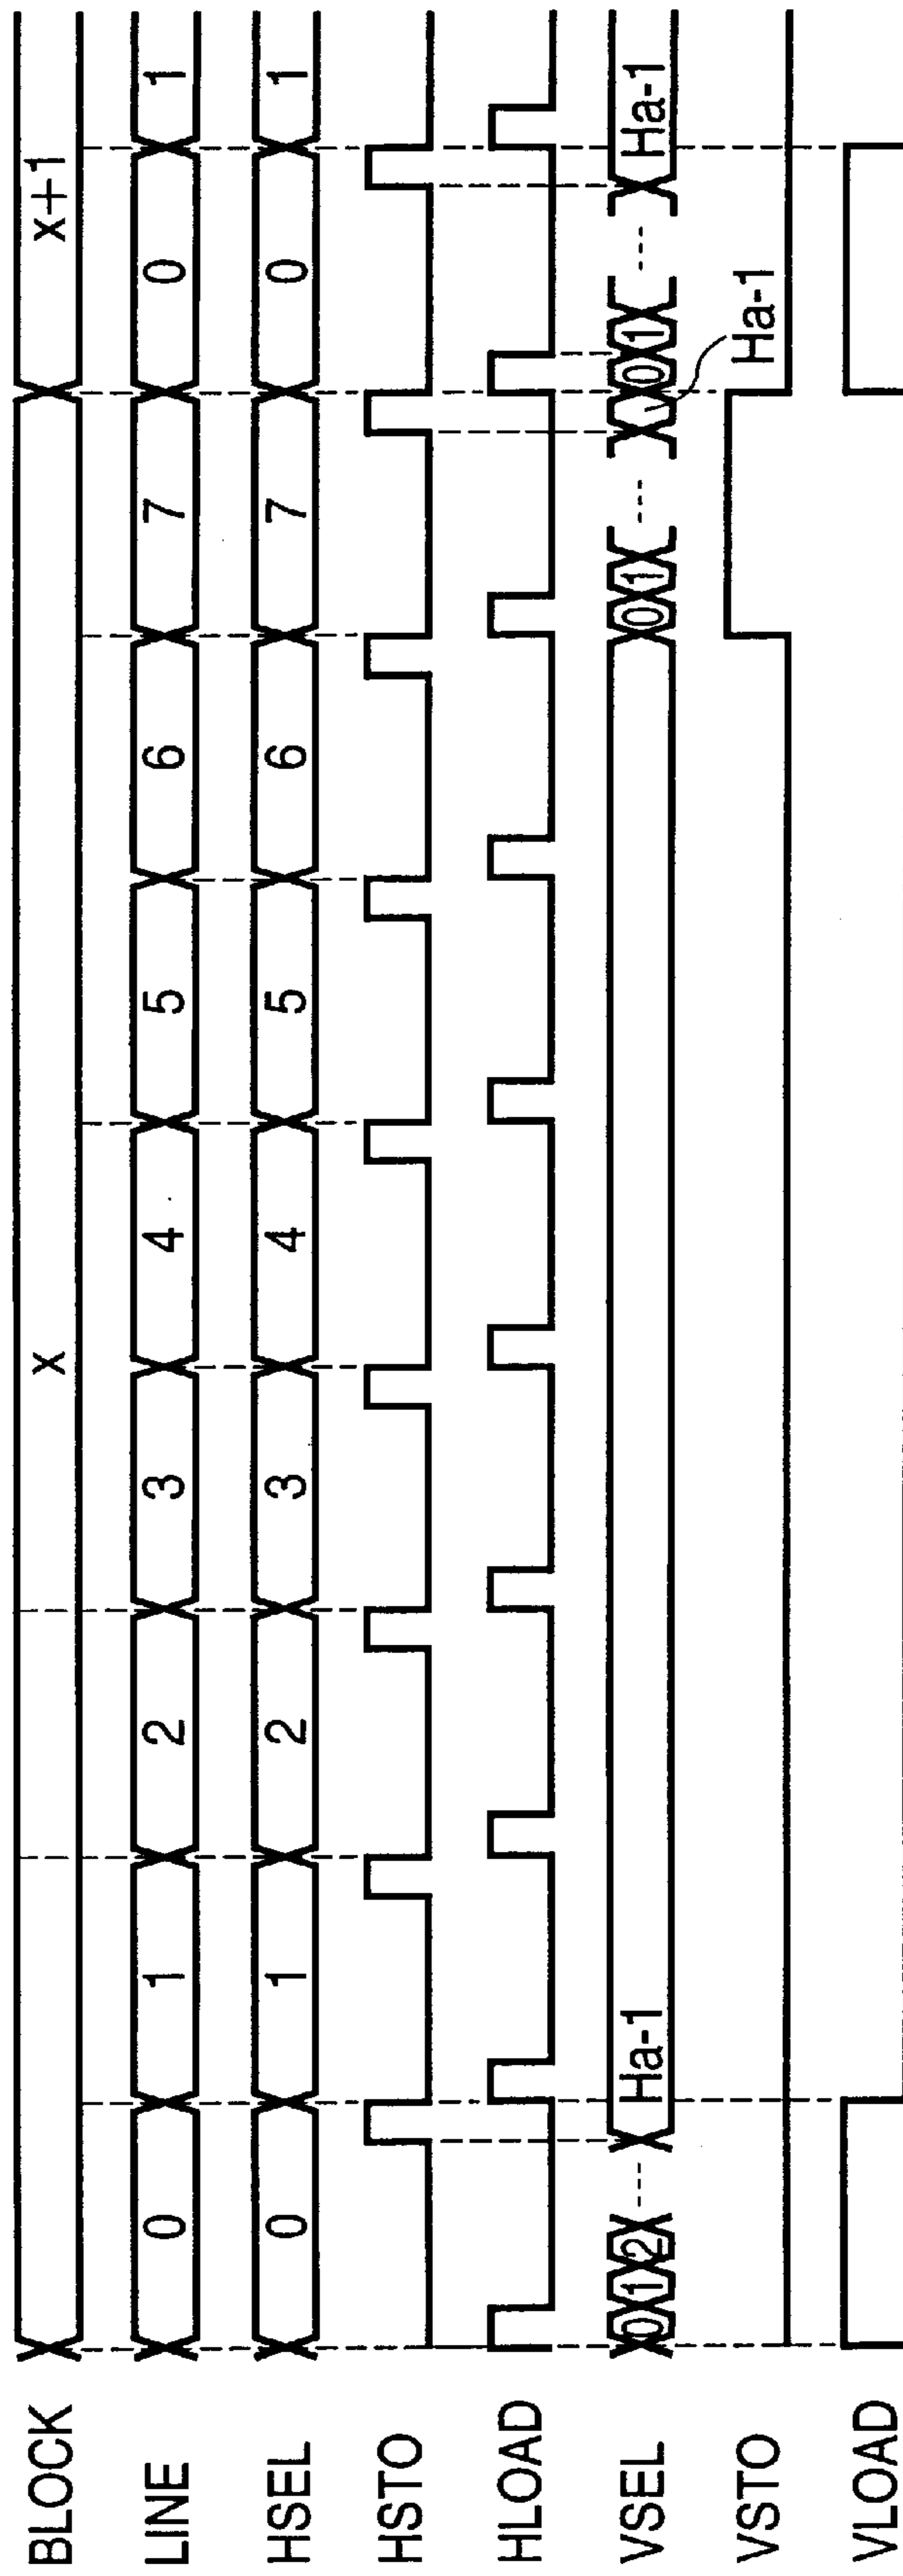 BLOCK x x+1
LINE 0 1 2 3 4 5 6 7 0 1
HSEL 0 1 2 3 4 5 6 7 0 1
HSTO
HLOAD
VSEL 0 1 2 Ha-1 0 1 0 1 Ha-1
Ha-1
VSTO
VLOAD